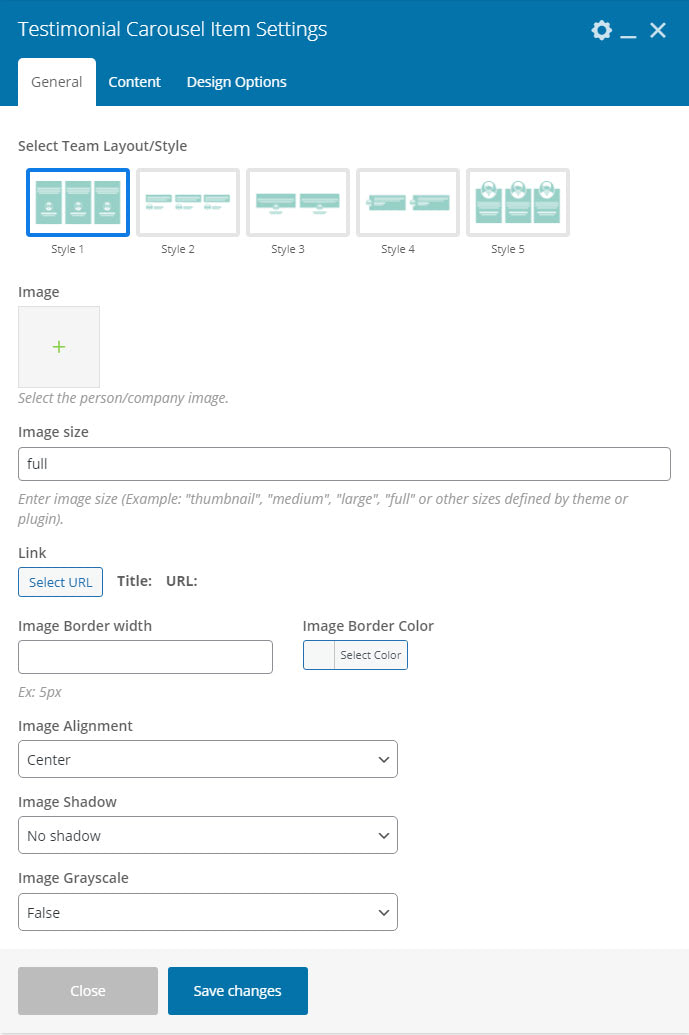 Testimonial Carousel Item Settings
General Content Design Options
Select Team Layout/Style
Style 1 Style 2 Style 3 Style 4 Style 5
Image
+
Select the person/company image.
Image size
full
Enter image size (Example: "thumbnail", "medium", "large", "full" or other sizes defined by theme or
plugin).
Link
Select URL Title: URL:
Image Border width Image Border Color
Select Color
Ex: 5px
Image Alignment
Center
Image Shadow
No shadow
Image Grayscale
False
Close Save changes